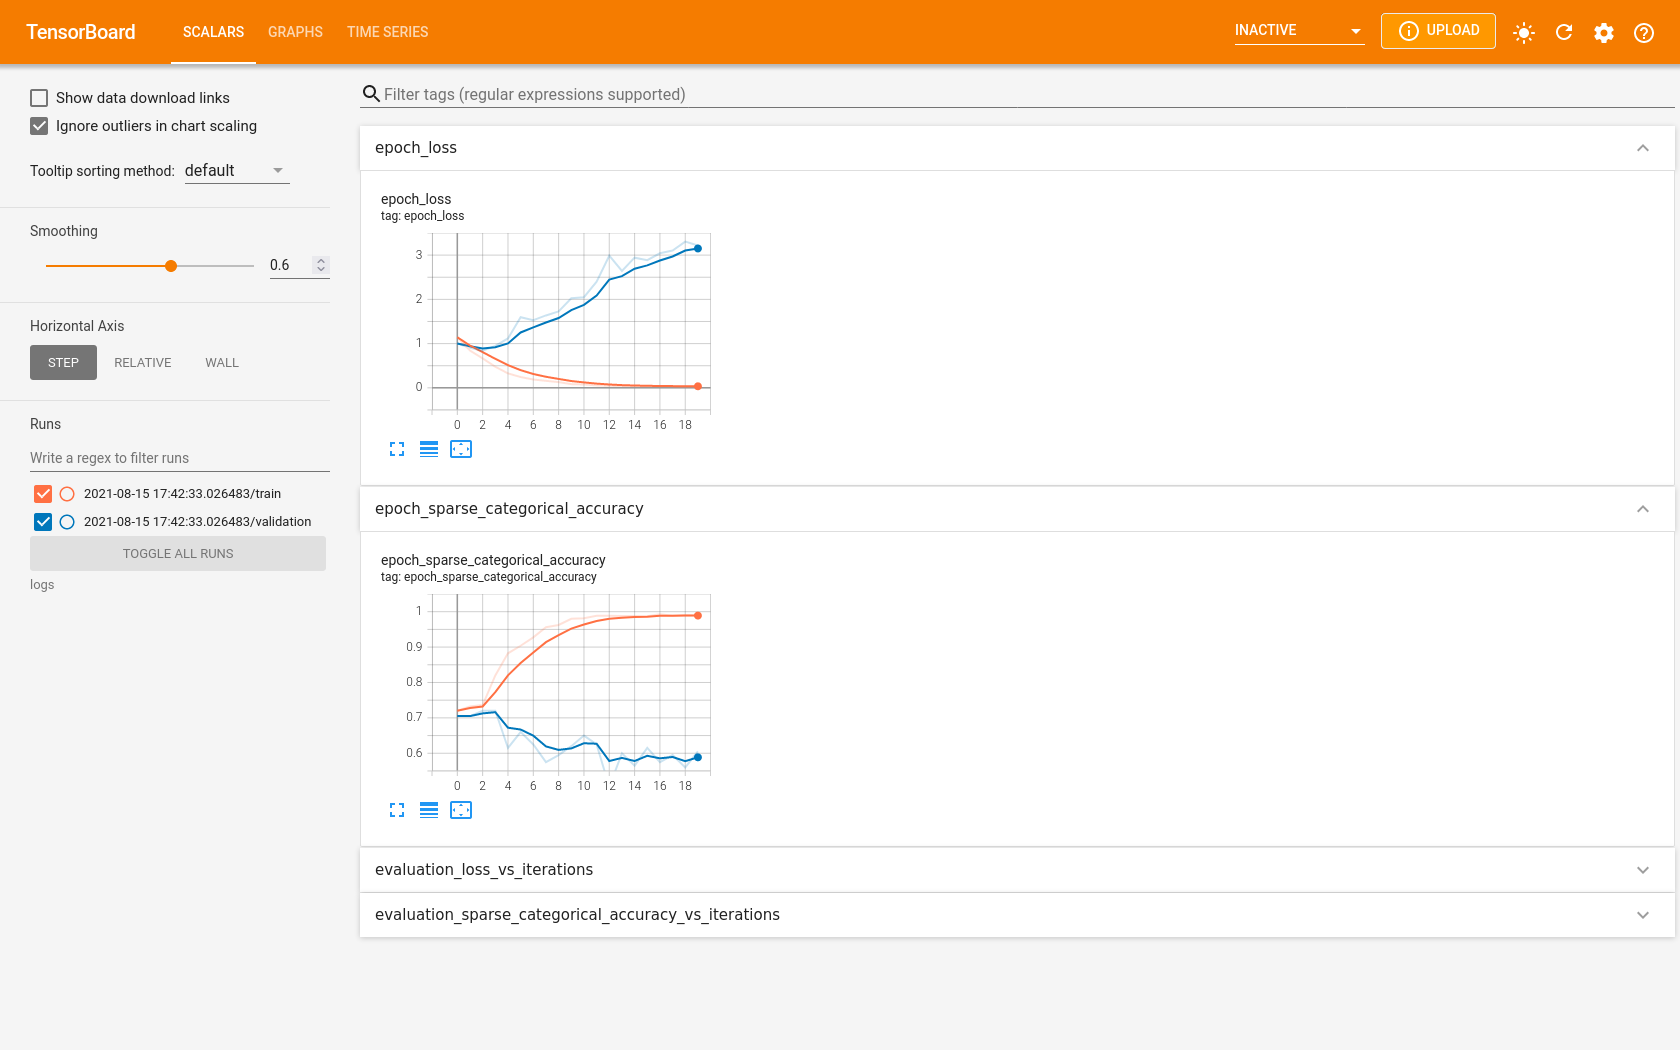 TensorBoard SCALARS GRAPHS TIME SERIES INACTIVE UPLOAD
Show data download links
Ignore outliers in chart scaling
Tooltip sorting method: default
Smoothing
0.6
Horizontal Axis
STEP RELATIVE WALL
Runs
Write a regex to filter runs
2021-08-15 17:42:33.026483/train
2021-08-15 17:42:33.026483/validation
TOGGLE ALL RUNS
logs
Filter tags (regular expressions supported)
epoch_loss
epoch_loss
tag: epoch_loss
3
2
1
0
0 2 4 6 8 10 12 14 16 18
epoch_sparse_categorical_accuracy
epoch_sparse_categorical_accuracy
tag: epoch_sparse_categorical_accuracy
1
0.9
0.8
0.7
0.6
0 2 4 6 8 10 12 14 16 18
evaluation_loss_vs_iterations
evaluation_sparse_categorical_accuracy_vs_iterations